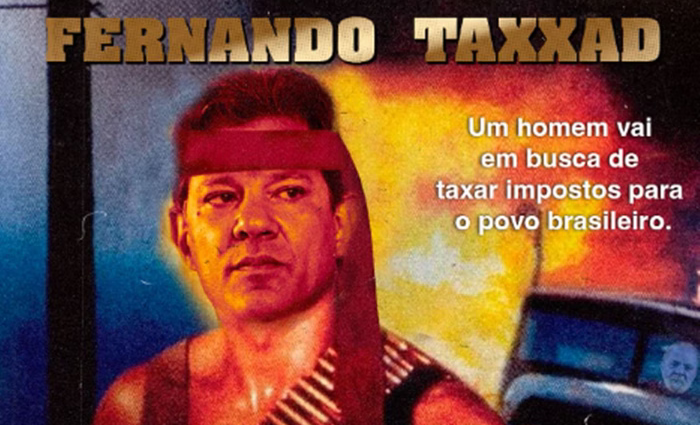 FERNANDO TAXXAD
Um homem vai
em busca de
taxar impostos para
o povo brasileiro.